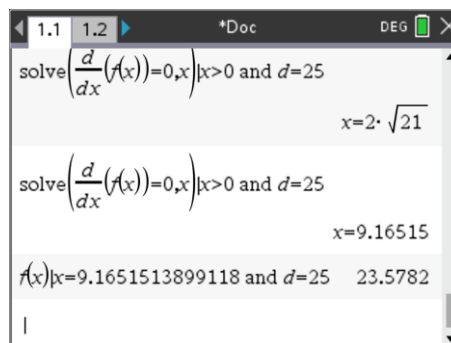 1.1 1.2 *Doc DEG
solve(d/dx(f(x))=0,x)|x>0 and d=25
x=2·√21
solve(d/dx(f(x))=0,x)|x>0 and d=25
x=9.16515
f(x)|x=9.1651513899118 and d=25 23.5782